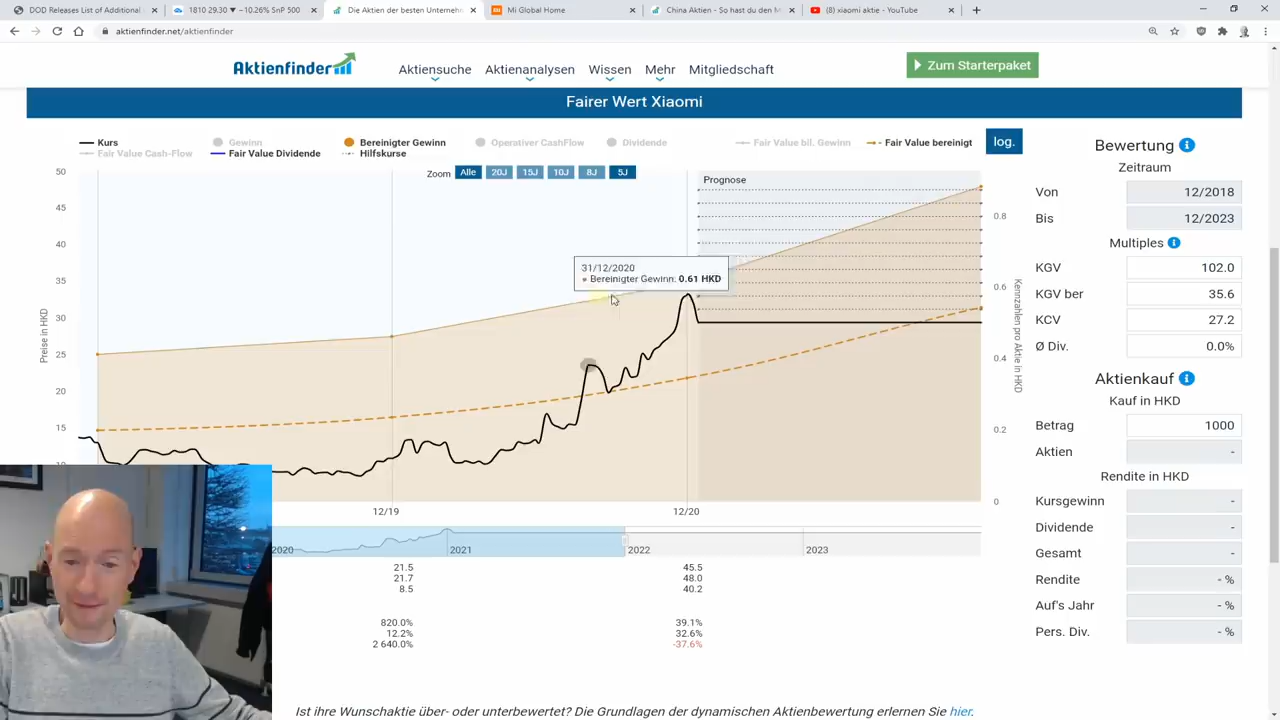 DOD Releases List of Additional
1810 29.30 ▼ −10.26% SnP 500
Die Aktien der besten Unternehm
Mi Global Home
China Aktien - So hast du den M
(8) xiaomi aktie - YouTube
aktienfinder.net/aktienfinder
Aktienfinder
Aktiensuche
Aktienanalysen
Wissen
Mehr
Mitgliedschaft
Zum Starterpaket
Fairer Wert Xiaomi
Kurs
Gewinn
Bereinigter Gewinn
Operativer CashFlow
Dividende
Fair Value bil. Gewinn
Fair Value bereinigt
Fair Value Cash-Flow
Fair Value Dividende
Hilfskurse
log.
Zoom Alle 20J 15J 10J 8J 5J
Prognose
50
45
40
35
30
25
20
15
10
Preise in HKD
0.8
0.6
0.4
0.2
0
Kennzahlen pro Aktie in HKD
31/12/2020
Bereinigter Gewinn: 0.61 HKD
12/19
12/20
2020
2021
2022
2023
21.5 45.5
21.7 48.0
8.5 40.2
820.0% 39.1%
12.2% 32.6%
2 640.0% -37.6%
Bewertung
Zeitraum
Von 12/2018
Bis 12/2023
Multiples
KGV 102.0
KGV ber 35.6
KCV 27.2
Ø Div. 0.0%
Aktienkauf
Kauf in HKD
Betrag 1000
Aktien -
Rendite in HKD
Kursgewinn -
Dividende -
Gesamt -
Rendite - %
Auf's Jahr - %
Pers. Div. - %
Ist ihre Wunschaktie über- oder unterbewertet? Die Grundlagen der dynamischen Aktienbewertung erlernen Sie hier.